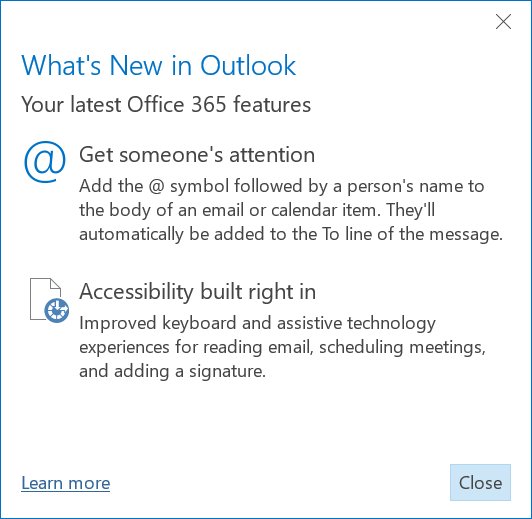 What's New in Outlook
Your latest Office 365 features
@
Get someone's attention
Add the @ symbol followed by a person's name to
the body of an email or calendar item. They'll
automatically be added to the To line of the message.
Accessibility built right in
Improved keyboard and assistive technology
experiences for reading email, scheduling meetings,
and adding a signature.
Learn more
Close